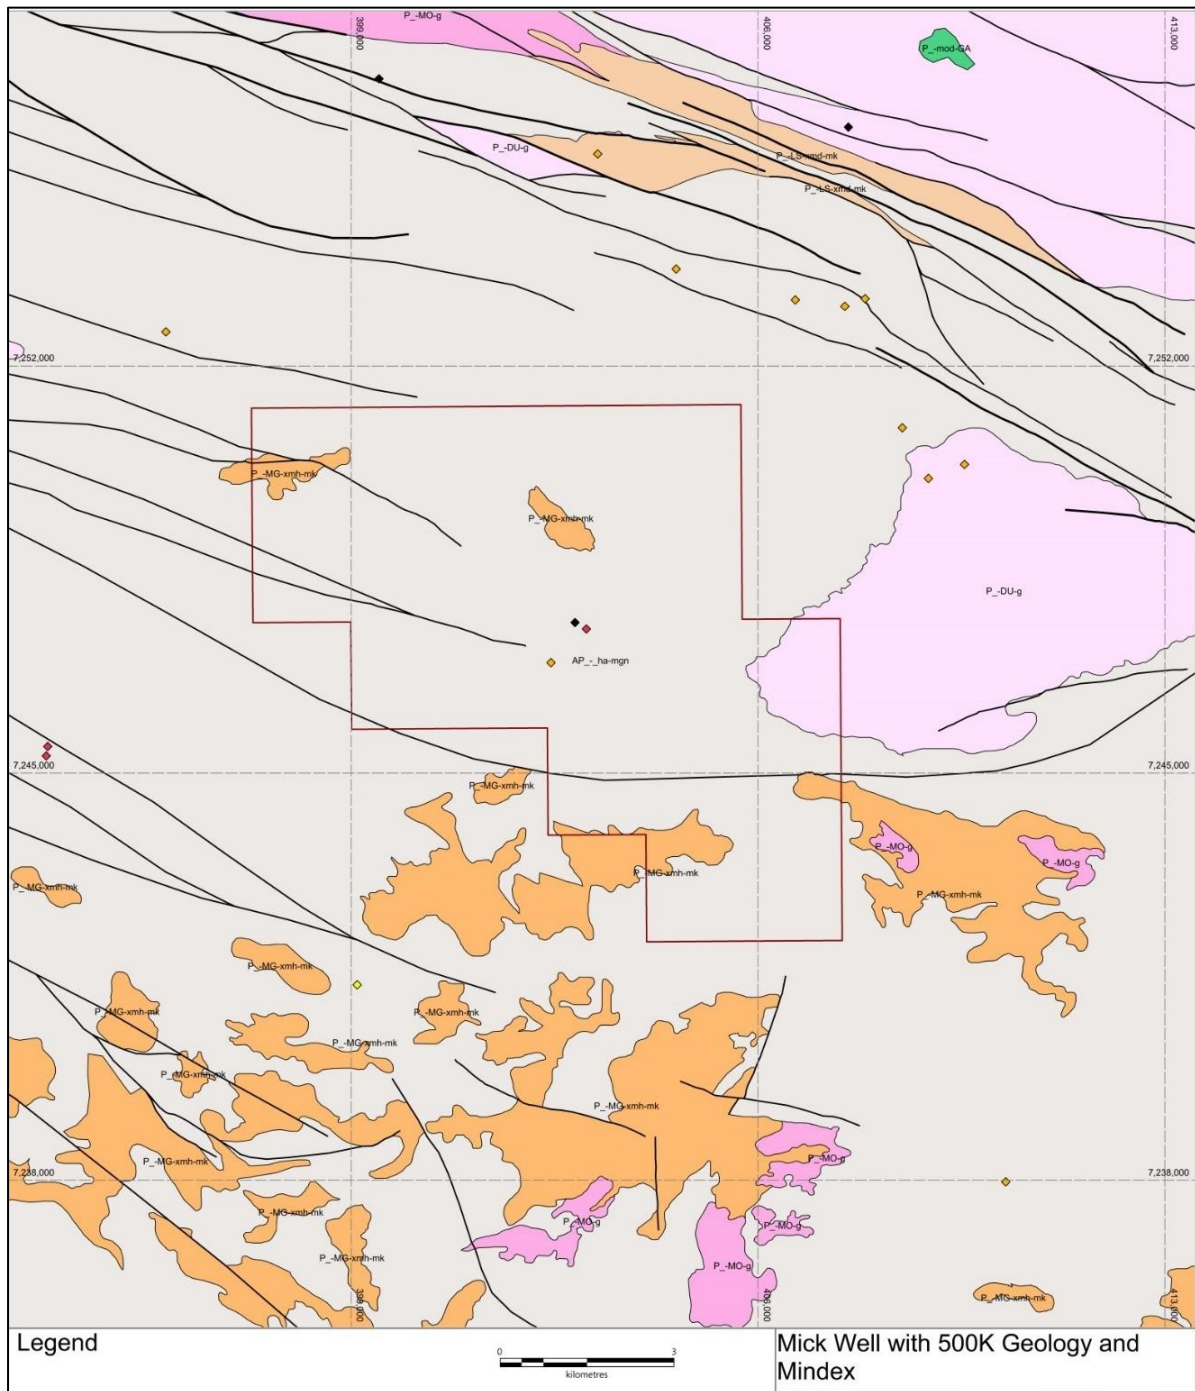 P_-MO-g
399,000
406,000
413,000
P_-mod-GA
P_-DU-g
P_-LS-xmd-mk
P_-LS-xmd-mk
7,252,000
7,252,000
P_-MG-xmh-mk
P_-MG-xmh-mk
P_-DU-g
AP_-_ha-mgn
7,245,000
7,245,000
P_-MG-xmh-mk
P_-MO-g
P_-MO-g
P_-MG-xmh-mk
P_-MG-xmh-mk
P_-MG-xmh-mk
P_-MG-xmh-mk
P_-MG-xmh-mk
P_-MG-xmh-mk
P_-MG-xmh-mk
P_-MG-xmh-mk
P_-MG-xmh-mk
P_-MG-xmh-mk
P_-MO-g
7,238,000
7,238,000
P_-MG-xmh-mk
P_-MO-g
P_-MO-g
P_-MG-xmh-mk
P_-MO-g
P_-MG-xmh-mk
399,000
406,000
413,000
Legend
0 3
kilometres
Mick Well with 500K Geology and
Mindex